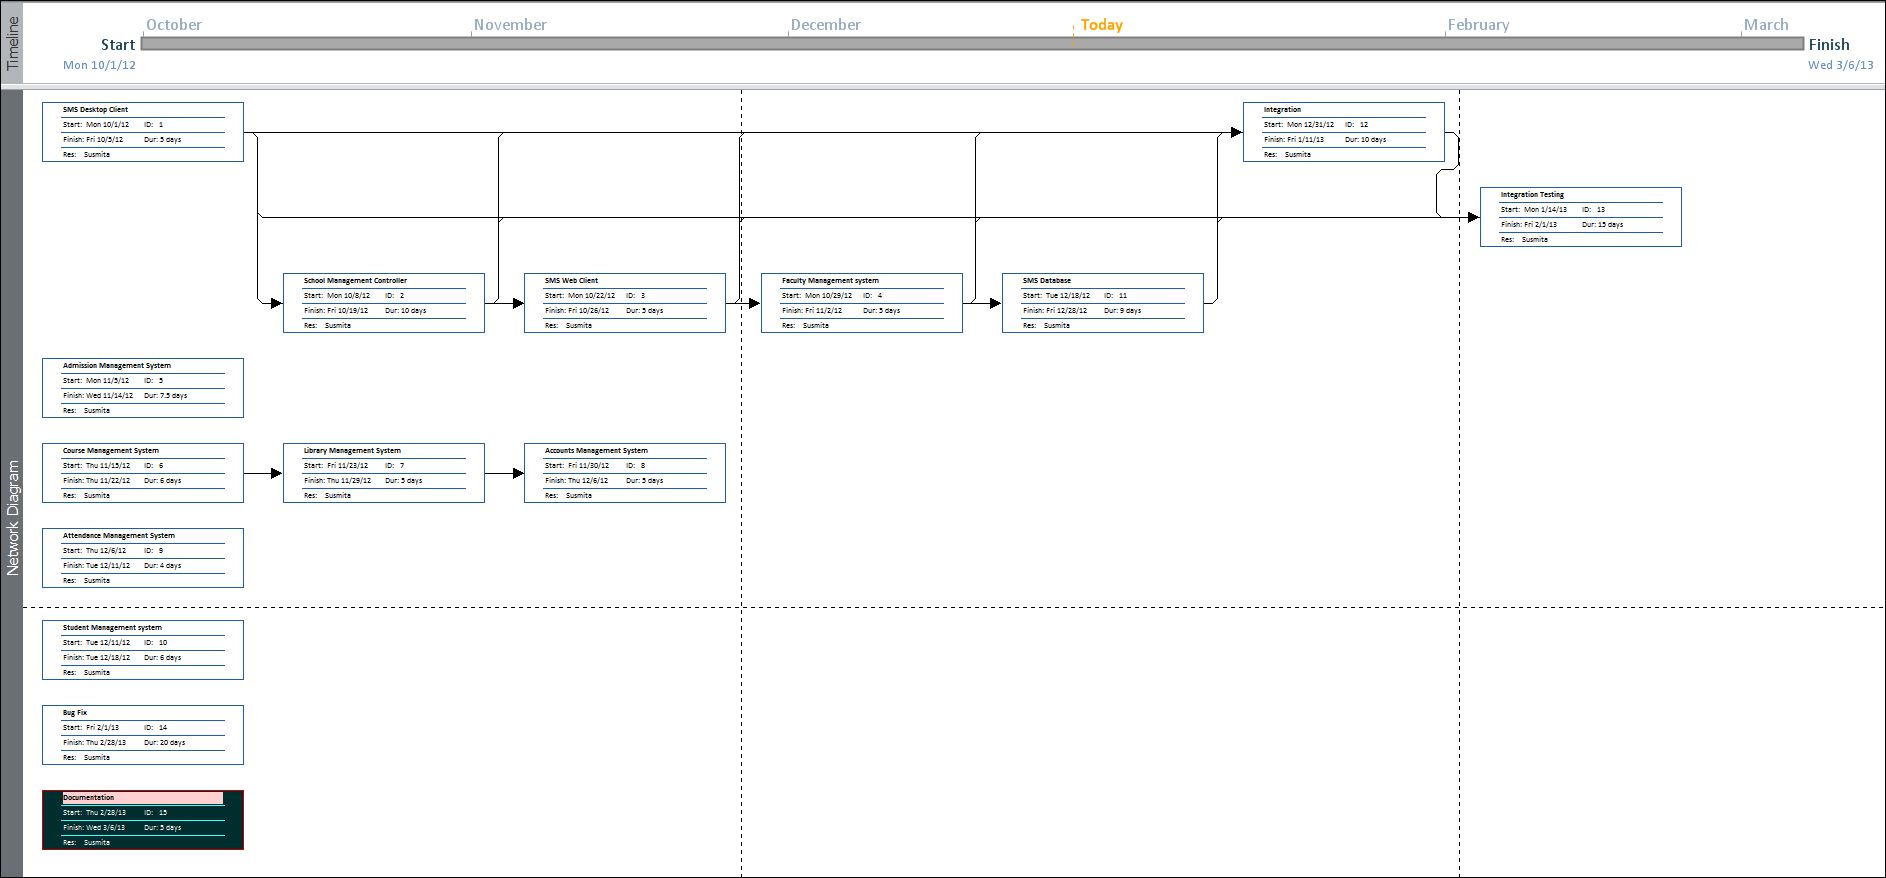 Timeline
October
November
December
Today
February
March
Start
Mon 10/1/12
Finish
Wed 3/6/13
Network Diagram
SMS Desktop Client
Start: Mon 10/1/12 ID: 1
Finish: Fri 10/5/12 Dur: 5 days
Res: Susmita
Integration
Start: Mon 12/31/12 ID: 12
Finish: Fri 1/11/13 Dur: 10 days
Res: Susmita
Integration Testing
Start: Mon 1/14/13 ID: 13
Finish: Fri 2/1/13 Dur: 15 days
Res: Susmita
School Management Controller
Start: Mon 10/8/12 ID: 2
Finish: Fri 10/19/12 Dur: 10 days
Res: Susmita
SMS Web Client
Start: Mon 10/22/12 ID: 3
Finish: Fri 10/26/12 Dur: 5 days
Res: Susmita
Faculty Management system
Start: Mon 10/29/12 ID: 4
Finish: Fri 11/2/12 Dur: 5 days
Res: Susmita
SMS Database
Start: Tue 12/18/12 ID: 11
Finish: Fri 12/28/12 Dur: 9 days
Res: Susmita
Admission Management System
Start: Mon 11/5/12 ID: 5
Finish: Wed 11/14/12 Dur: 7.5 days
Res: Susmita
Course Management System
Start: Thu 11/15/12 ID: 6
Finish: Thu 11/22/12 Dur: 6 days
Res: Susmita
Library Management System
Start: Fri 11/23/12 ID: 7
Finish: Thu 11/29/12 Dur: 5 days
Res: Susmita
Accounts Management System
Start: Fri 11/30/12 ID: 8
Finish: Thu 12/6/12 Dur: 5 days
Res: Susmita
Attendance Management System
Start: Thu 12/6/12 ID: 9
Finish: Tue 12/11/12 Dur: 4 days
Res: Susmita
Student Management system
Start: Tue 12/11/12 ID: 10
Finish: Tue 12/18/12 Dur: 6 days
Res: Susmita
Bug Fix
Start: Fri 2/1/13 ID: 14
Finish: Thu 2/28/13 Dur: 20 days
Res: Susmita
Documentation
Start: Thu 2/28/13 ID: 15
Finish: Wed 3/6/13 Dur: 5 days
Res: Susmita